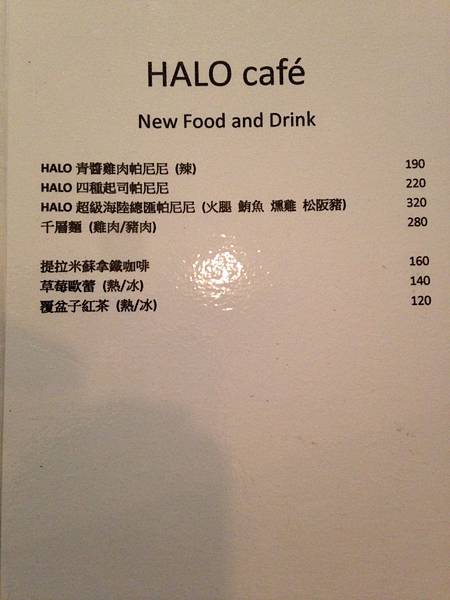 HALO café
New Food and Drink
HALO 青醬雞肉帕尼尼 (辣) 190
HALO 四種起司帕尼尼 220
HALO 超級海陸總匯帕尼尼 (火腿 鮪魚 燻雞 松阪豬) 320
千層麵 (雞肉/豬肉) 280
提拉米蘇拿鐵咖啡 160
草莓歐蕾 (熱/冰) 140
覆盆子紅茶 (熱/冰) 120